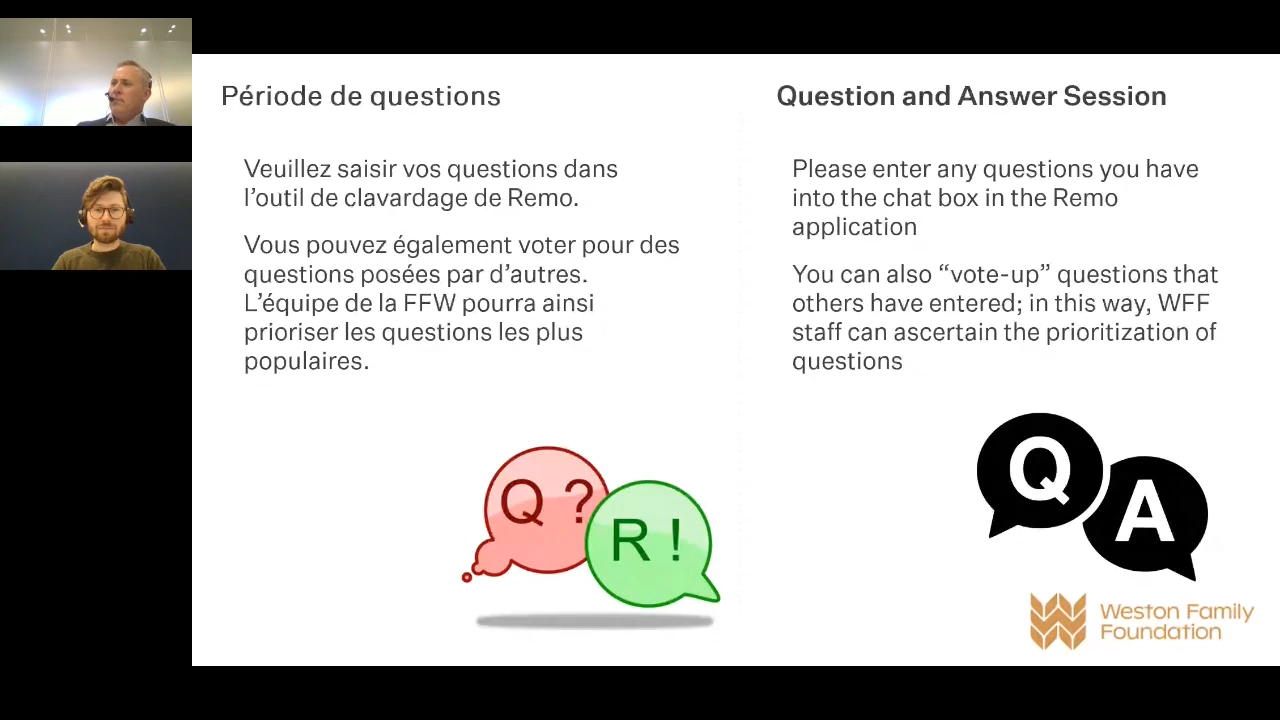 Période de questions
Veuillez saisir vos questions dans
l’outil de clavardage de Remo.
Vous pouvez également voter pour des
questions posées par d’autres.
L’équipe de la FFW pourra ainsi
prioriser les questions les plus
populaires.
Q ?
R !
Question and Answer Session
Please enter any questions you have
into the chat box in the Remo
application
You can also “vote-up” questions that
others have entered; in this way, WFF
staff can ascertain the prioritization of
questions
Q
A
Weston Family
Foundation